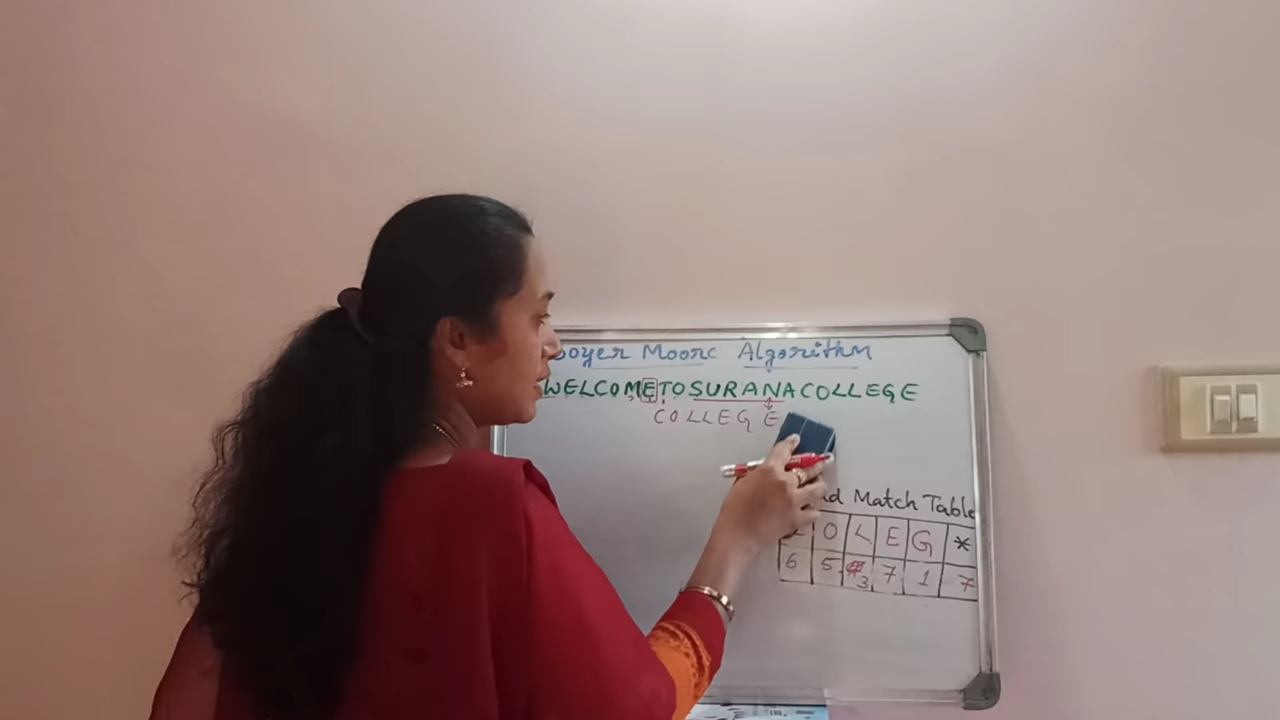 Boyer Moore Algorithm
WELCOMETOSURANACOLLEGE
COLLEGE
Match Table
O L E G *
6 5 3 7 1 7